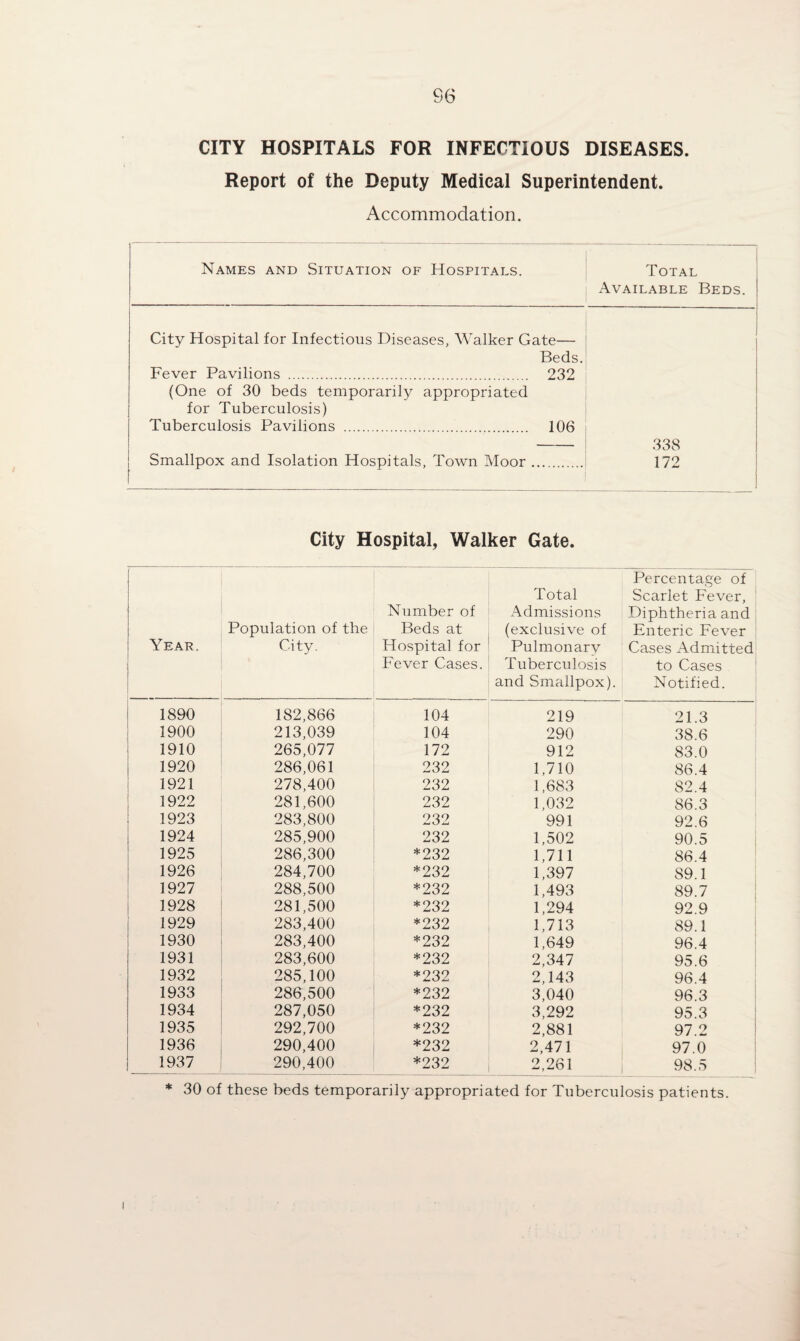 96
CITY HOSPITALS FOR INFECTIOUS DISEASES.
Report of the Deputy Medical Superintendent.
Accommodation.
Names and Situation of Hospitals. Total
Available Beds.
City Hospital for Infectious Diseases, Walker Gate—
Beds.
Fever Pavilions ............ 232
(One of 30 beds temporarily appropriated
for Tuberculosis)
Tuberculosis Pavilions ............ 106
338
Smallpox and Isolation Hospitals, Town Moor ............ 172
City Hospital, Walker Gate.
Year. Population of the City. Number of Beds at Hospital for Fever Cases. Total Admissions (exclusive of Pulmonary Tuberculosis and Smallpox). Percentage of Scarlet Fever, Diphtheria and Enteric Fever Cases Admitted to Cases Notified.
1890 182,866 104 219 21.3
1900 213,039 104 290 38.6
1910 265,077 172 912 83.0
1920 286,061 232 1,710 86.4
1921 278,400 232 1,683 82.4
1922 281,600 232 1,032 86.3
1923 283,800 232 991 92.6
1924 285,900 232 1,502 90.5
1925 286,300 *232 1,711 86.4
1926 284,700 *232 1,397 89.1
1927 288,500 *232 1,493 89.7
1928 281,500 *232 1,294 92.9
1929 283,400 *232 1,713 89.1
1930 283,400 *232 1,649 96.4
1931 283,600 *232 2,347 95.6
1932 285,100 *232 2,143 96.4
1933 286,500 *232 3,040 96.3
1934 287,050 *232 3,292 95.3
1935 292,700 *232 2,881 97.2
1936 290,400 *232 2,471 97.0
1937 290,400 *232 2,261 98.5
* 30 of these beds temporarily appropriated for Tuberculosis patients.